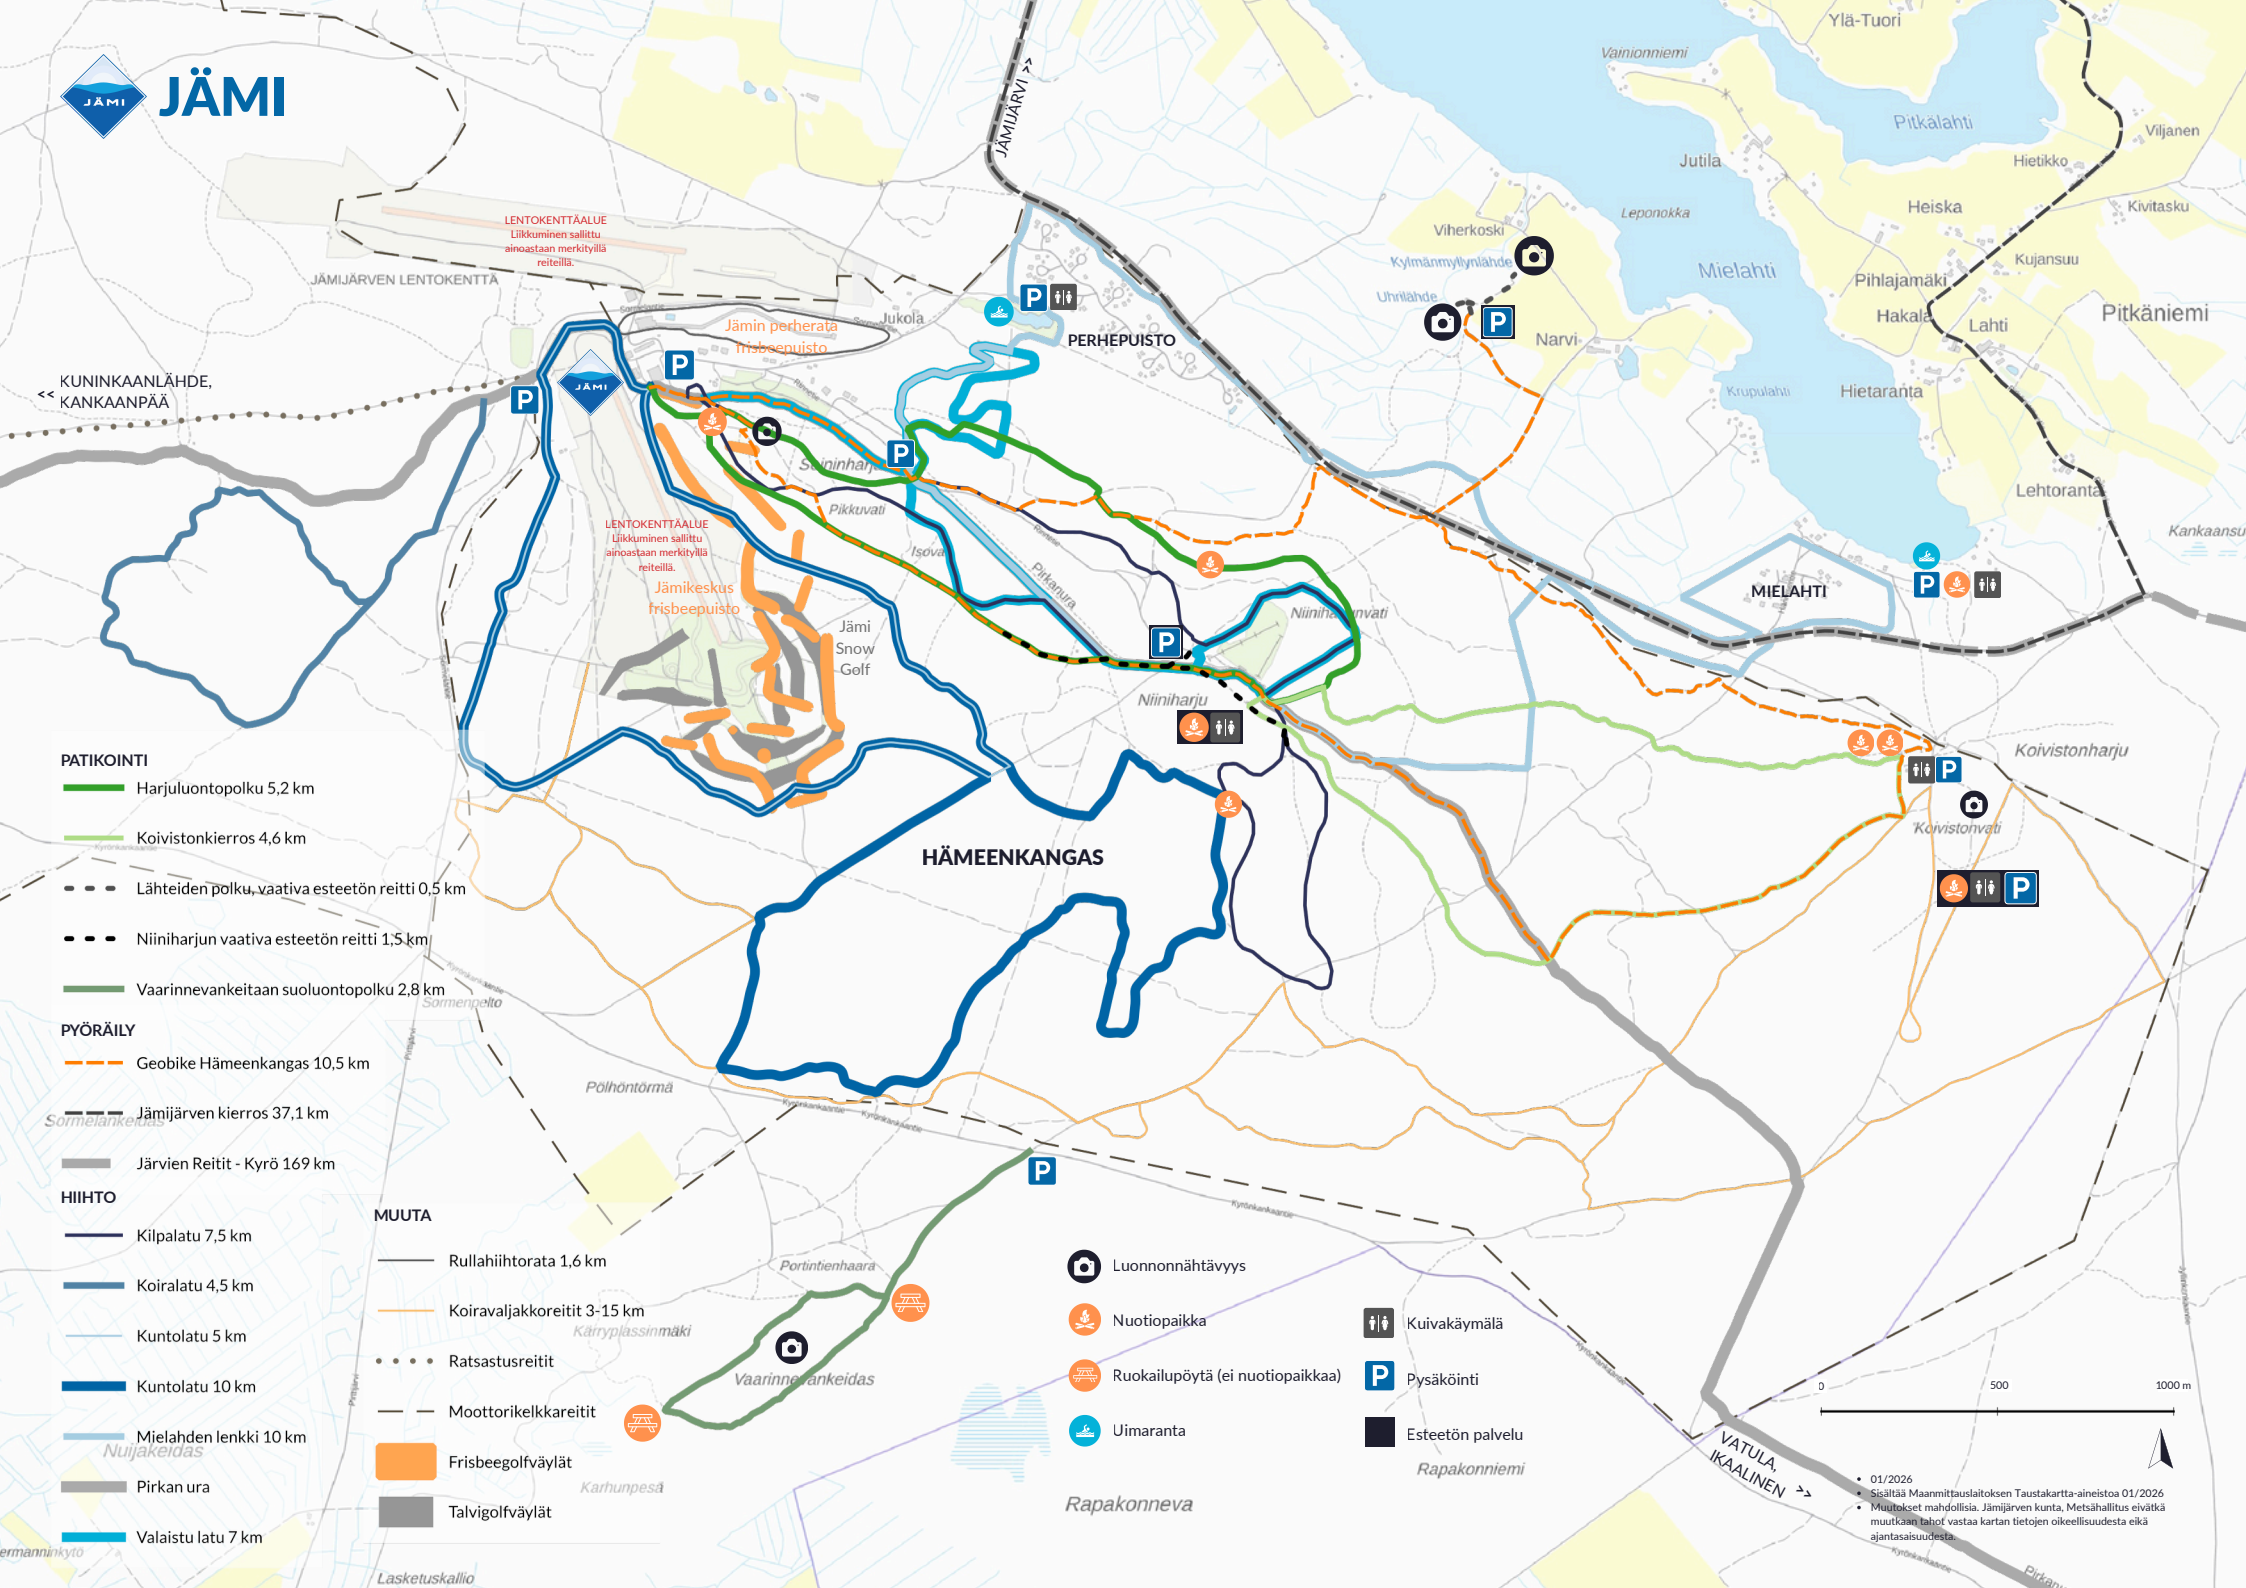 JÄMI
JÄMI
JÄMIJÄRVI >>
Ylä-Tuori
Vainionniemi
Pitkälahti
Viljanen
Jutila
Hietikko
Leponokka
Heiska
Kivitasku
Viherkoski
Kylmänmyllynlähde
Mielahti
Kujansuu
Pihlajamäki
Uhrilähde
Pitkäniemi
Hakala
Lahti
Narvi
Krupulahti
Hietaranta
Lehtoranta
LENTOKENTTÄALUE
Liikkuminen sallittu
ainoastaan merkityillä
reiteillä.
JÄMIJÄRVEN LENTOKENTTÄ
Jukola
Jämin perherata
frisbeepuisto
P
PERHEPUISTO
P
P
P
JÄMI
<< KUNINKAANLÄHDE,
KANKAANPÄÄ
P
P
Soininharju
Pikkuvati
LENTOKENTTÄALUE
Liikkuminen sallittu
ainoastaan merkityillä
reiteillä.
Jämikeskus
frisbeepuisto
Pirkanura
MIELAHTI
P
P
Jämi
Snow
Golf
Niiniharju
Koivistonharju
P
Koivistonvati
P
HÄMEENKANGAS
PATIKOINTI
Harjuluontopolku 5,2 km
Koivistonkierros 4,6 km
Lähteiden polku, vaativa esteetön reitti 0,5 km
Niiniharjun vaativa esteetön reitti 1,5 km
Vaarinnevankeitaan suoluontopolku 2,8 km
Sormenpelto
PYÖRÄILY
Geobike Hämeenkangas 10,5 km
Jämijärven kierros 37,1 km
Sormelankeidas
Järvien Reitit - Kyrö 169 km
HIIHTO
Kilpalatu 7,5 km
Koiralatu 4,5 km
Kuntolatu 5 km
Kuntolatu 10 km
Mielahden lenkki 10 km
Nuijakeidas
Pirkan ura
Valaistu latu 7 km
Lasketuskallio
MUUTA
Rullahiihtorata 1,6 km
Koiravaljakkoreitit 3-15 km
Kärryplassinmäki
Ratsastusreitit
Moottorikelkkareitit
Frisbeegolfväylät
Karhunpesä
Talvigolfväylät
Pölhöntörmä
Kyrönkankaantie
Kyrönkankaantie
P
Kyrönkankaantie
Portintienhaara
Vaarinnevankeidas
Luonnonnähtävyys
Nuotiopaikka
Ruokailupöytä (ei nuotiopaikkaa)
Uimaranta
Kuivakäymälä
P Pysäköinti
Esteetön palvelu
Rapakonniemi
Rapakonneva
Kyrönkankaantie
0 500 1000 m
VATULA,
IKAALINEN >>
• 01/2026
• Sisältää Maanmittauslaitoksen Taustakartta-aineistoa 01/2026
• Muutokset mahdollisia. Jämijärven kunta, Metsähallitus eivätkä
muutkaan tahot vastaa kartan tietojen oikeellisuudesta eikä
ajantasaisuudesta.
Kyrönkankaantie